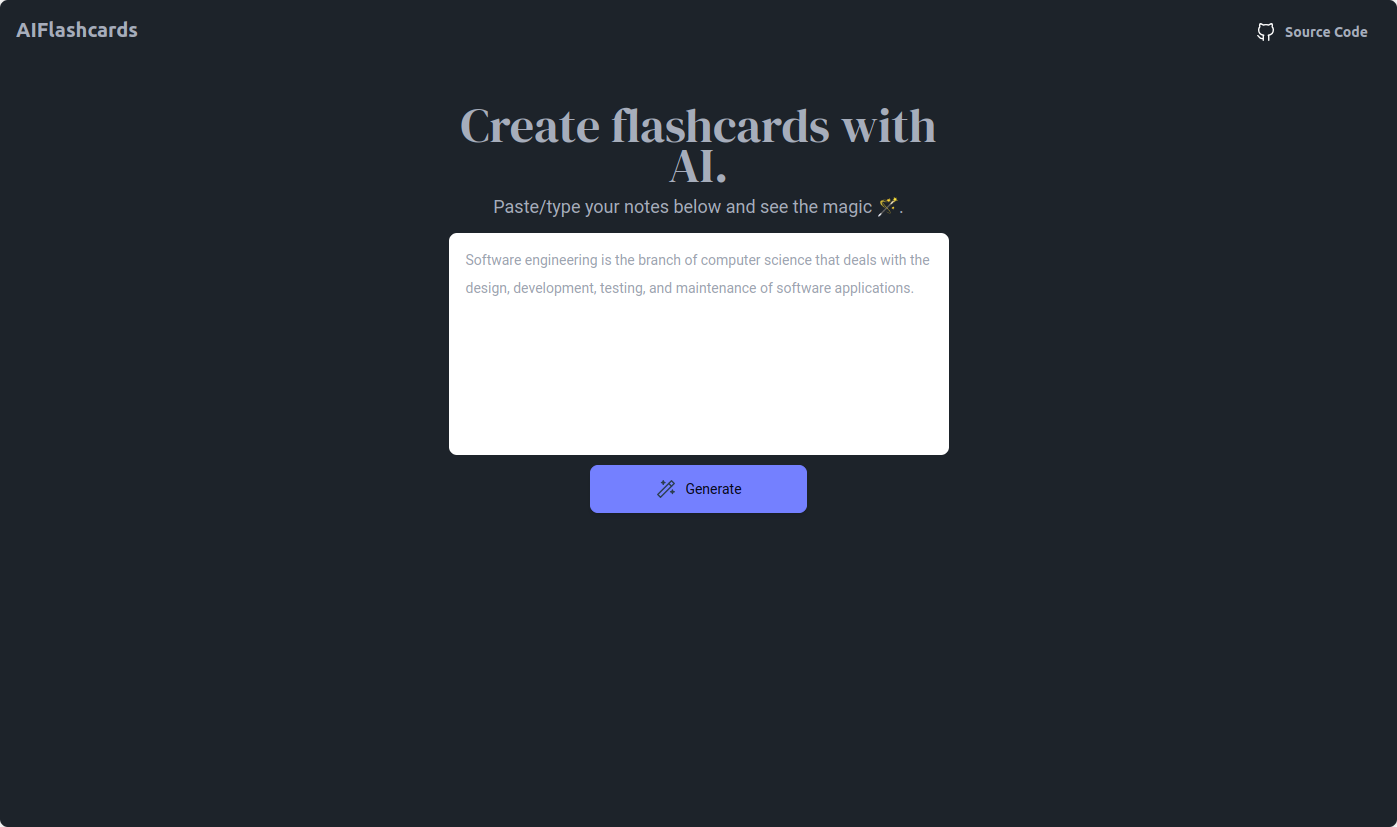 AIFlashcards
Source Code
Create flashcards with
AI.
Paste/type your notes below and see the magic 🪄.
Software engineering is the branch of computer science that deals with the
design, development, testing, and maintenance of software applications.
Generate